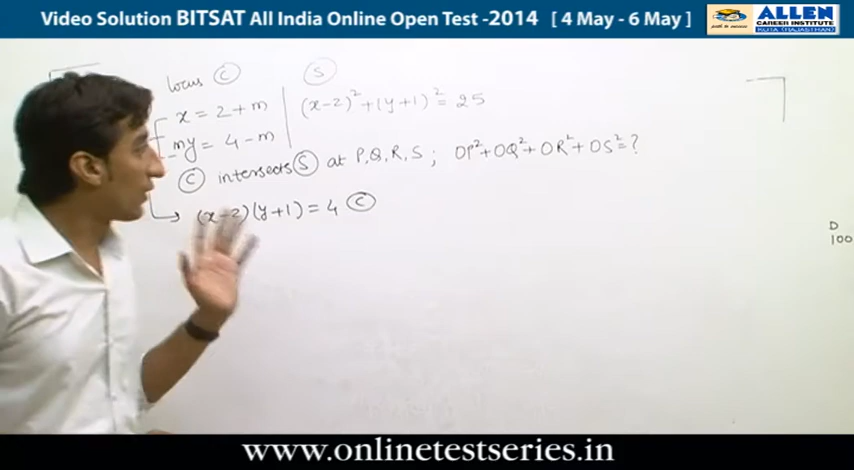 Video Solution BITSAT All India Online Open Test -2014 [ 4 May - 6 May ]
ALLEN
CAREER INSTITUTE
KOTA (RAJASTHAN)
locus C S
x = 2 + m (x-2)² + (y+1)² = 25
my = 4 - m
C intersects S at P, Q, R, S ; OP² + OQ² + OR² + OS² = ?
(x-2)(y+1) = 4 C
D
100
www.onlinetestseries.in